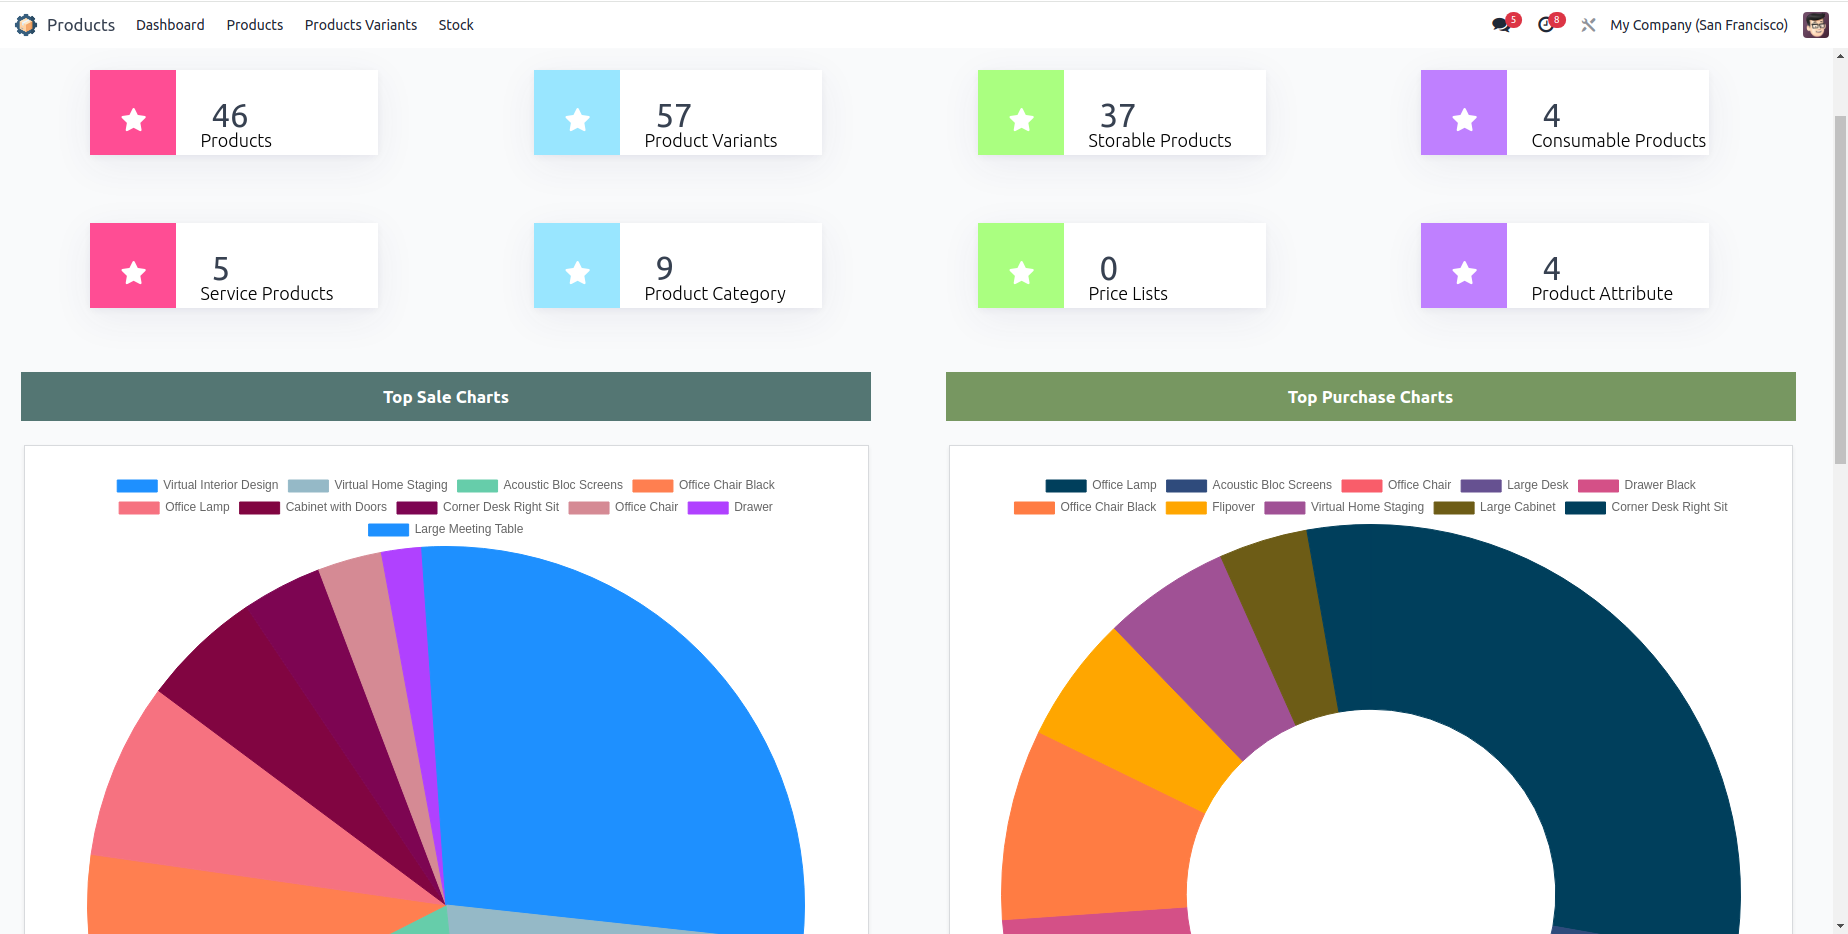 Products Dashboard Products Products Variants Stock 5 8 My Company (San Francisco)
46 57 37 4
Products Product Variants Storable Products Consumable Products
5 9 0 4
Service Products Product Category Price Lists Product Attribute
Top Sale Charts
Virtual Interior Design Virtual Home Staging Acoustic Bloc Screens Office Chair Black
Office Lamp Cabinet with Doors Corner Desk Right Sit Office Chair Drawer
Large Meeting Table
Top Purchase Charts
Office Lamp Acoustic Bloc Screens Office Chair Large Desk Drawer Black
Office Chair Black Flipover Virtual Home Staging Large Cabinet Corner Desk Right Sit